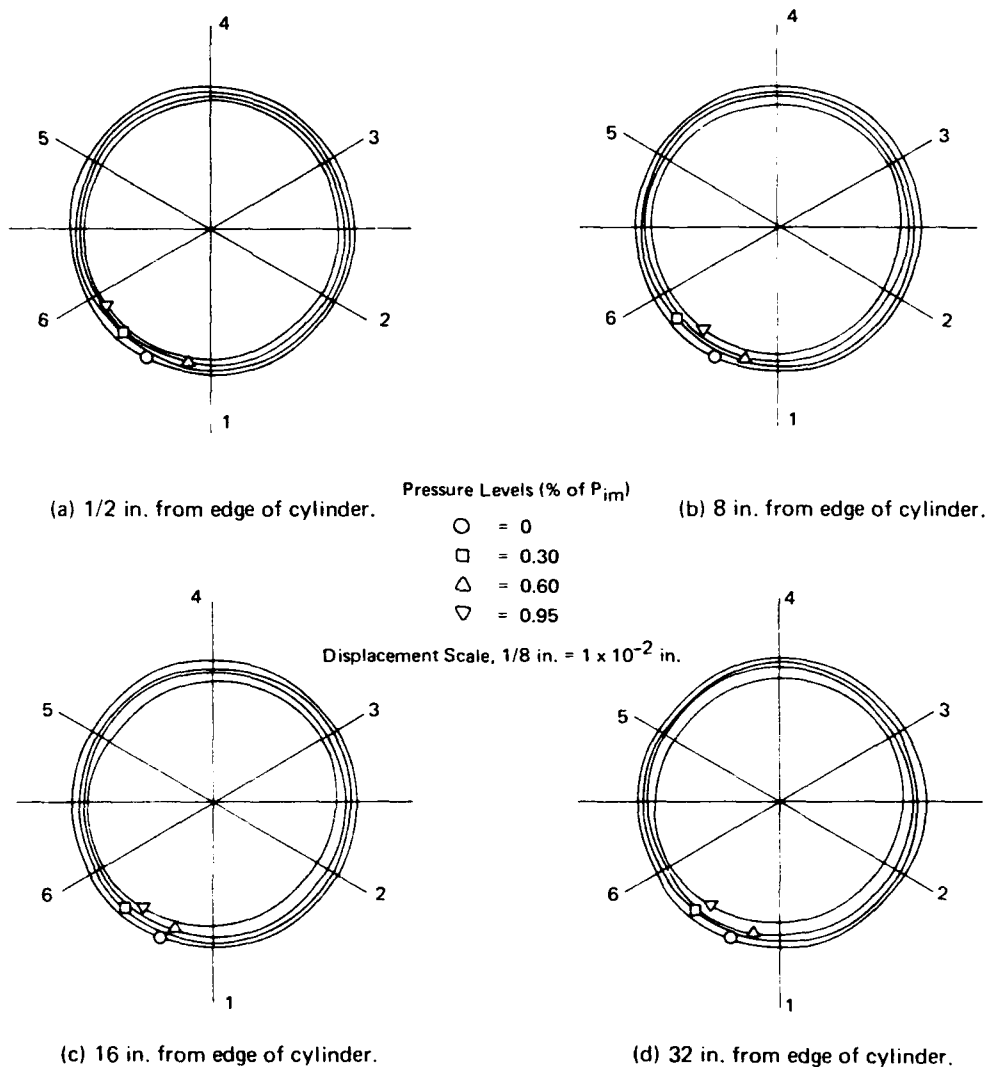 4
5
3
6
2
1
(a) 1/2 in. from edge of cylinder.
4
5
3
6
2
1
(b) 8 in. from edge of cylinder.
Pressure Levels (% of Pim)
○ = 0
□ = 0.30
△ = 0.60
▽ = 0.95
Displacement Scale, 1/8 in. = 1 x 10⁻² in.
4
5
3
6
2
1
(c) 16 in. from edge of cylinder.
4
5
3
6
2
1
(d) 32 in. from edge of cylinder.